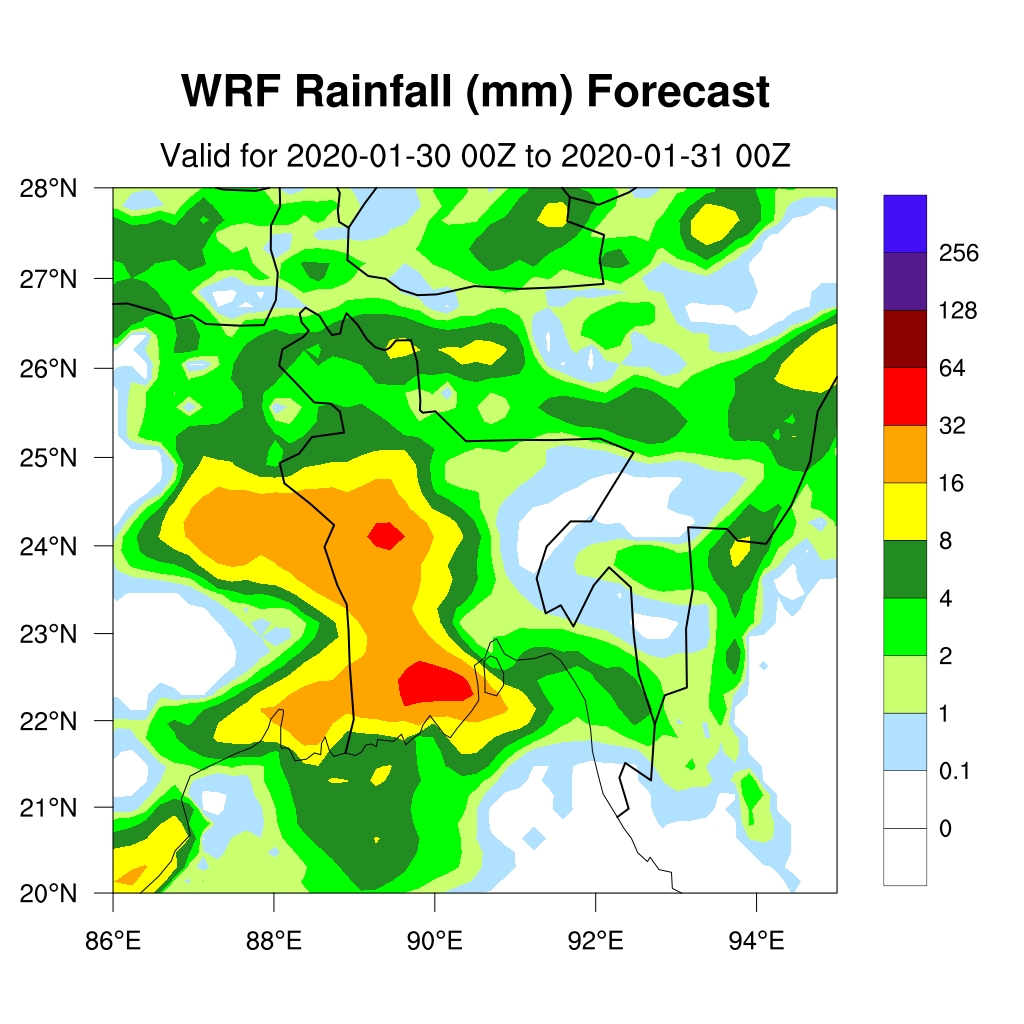 WRF Rainfall (mm) Forecast
Valid for 2020-01-30 00Z to 2020-01-31 00Z
28°N
27°N
26°N
25°N
24°N
23°N
22°N
21°N
20°N
86°E 88°E 90°E 92°E 94°E
256
128
64
32
16
8
4
2
1
0.1
0